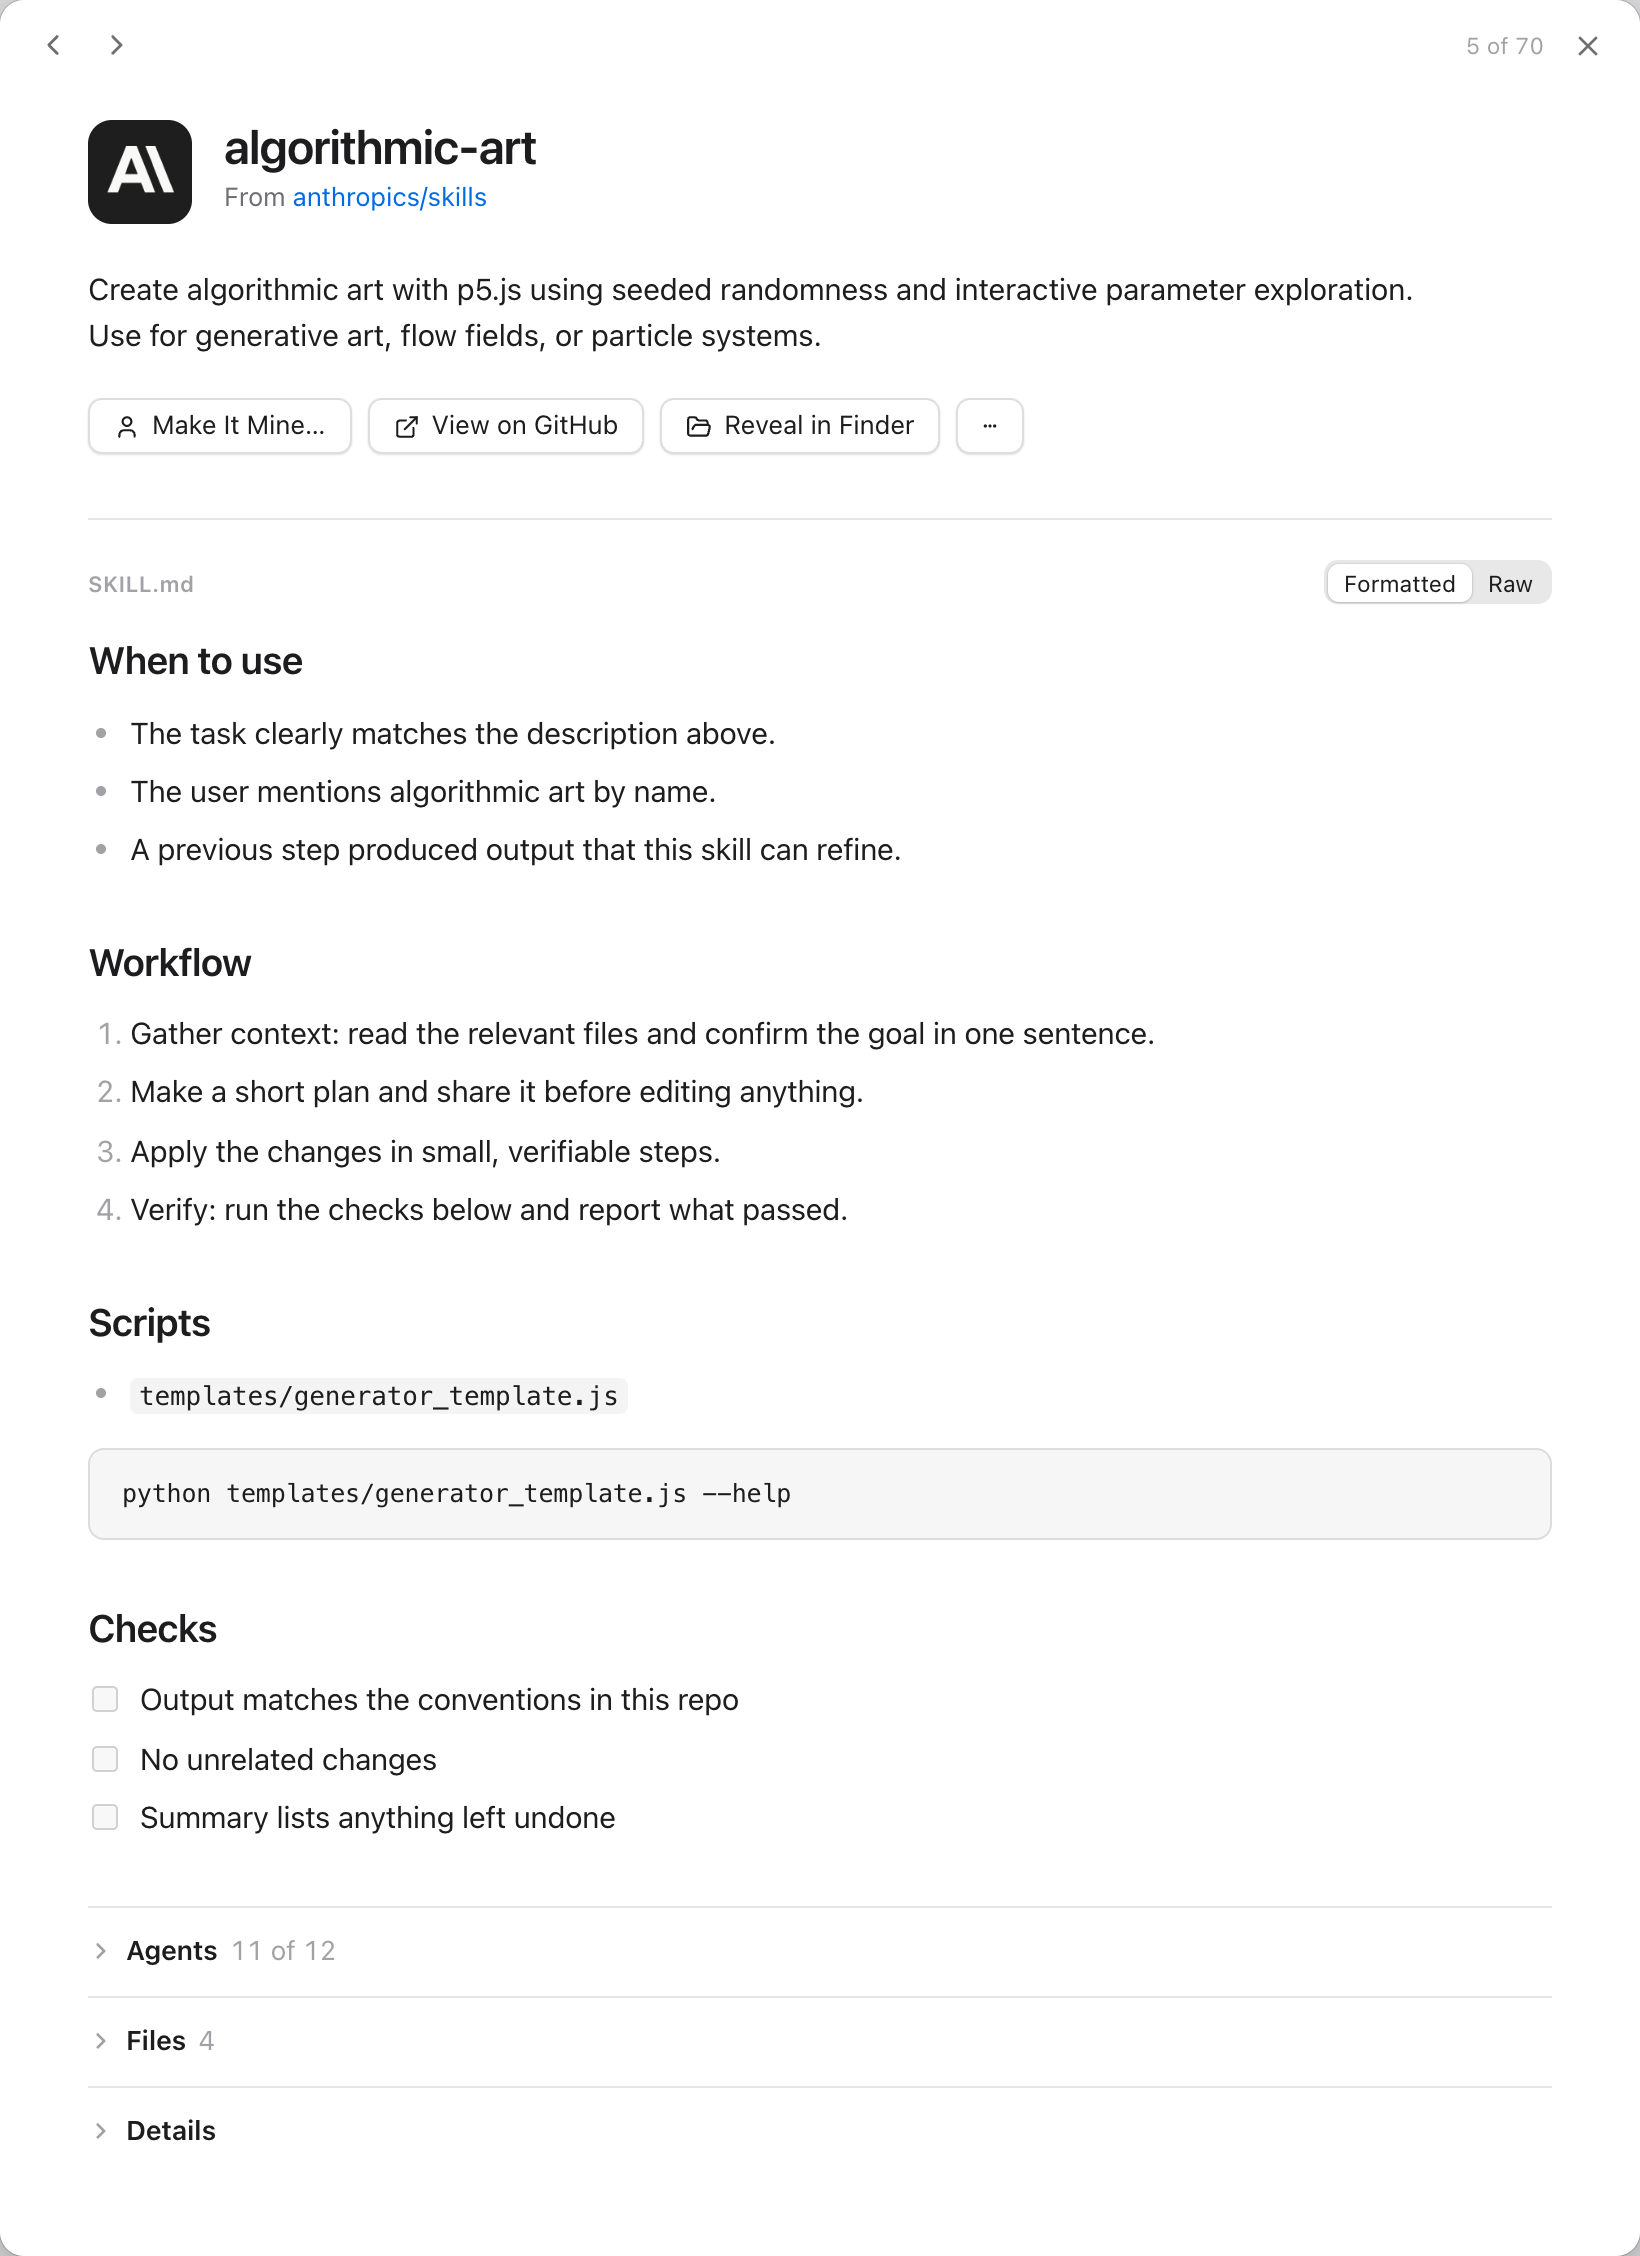 5 of 70
algorithmic-art
From anthropics/skills
Create algorithmic art with p5.js using seeded randomness and interactive parameter exploration.
Use for generative art, flow fields, or particle systems.
Make It Mine...
View on GitHub
Reveal in Finder
...
SKILL.md
Formatted
Raw
When to use
• The task clearly matches the description above.
• The user mentions algorithmic art by name.
• A previous step produced output that this skill can refine.
Workflow
1. Gather context: read the relevant files and confirm the goal in one sentence.
2. Make a short plan and share it before editing anything.
3. Apply the changes in small, verifiable steps.
4. Verify: run the checks below and report what passed.
Scripts
• templates/generator_template.js
python templates/generator_template.js --help
Checks
Output matches the conventions in this repo
No unrelated changes
Summary lists anything left undone
Agents 11 of 12
Files 4
Details